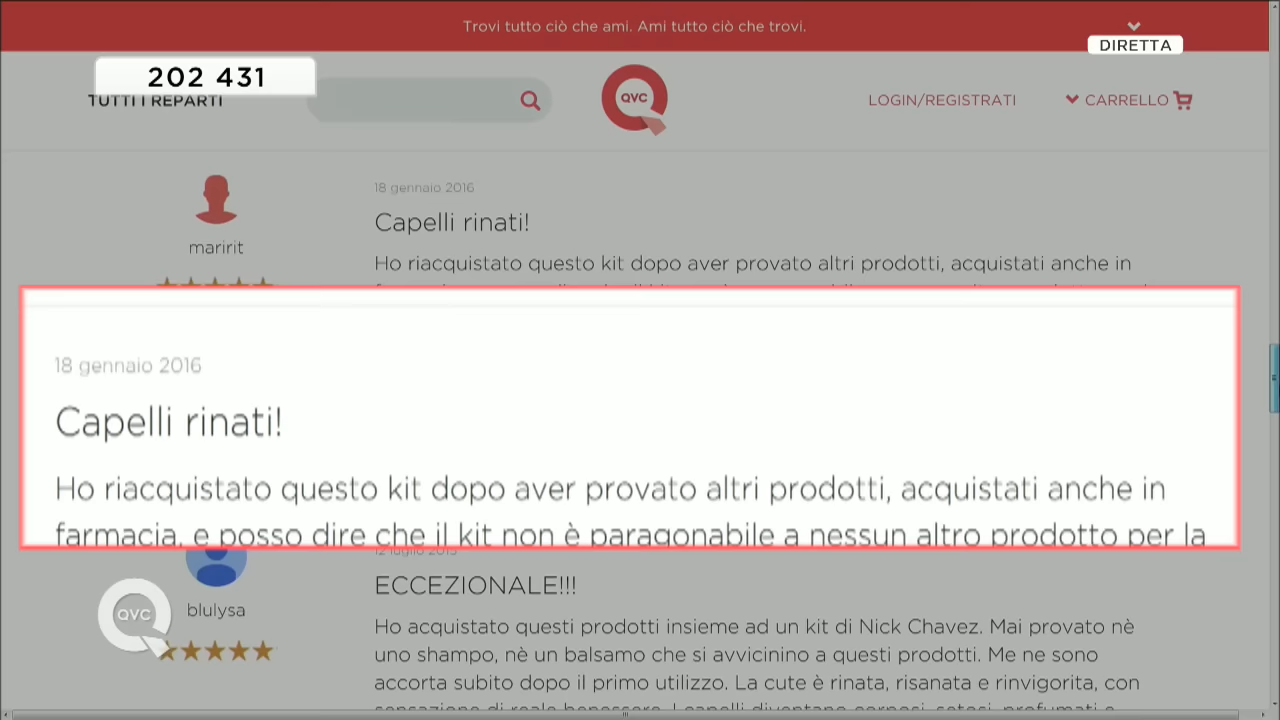 Trovi tutto ciò che ami. Ami tutto ciò che trovi.
DIRETTA
202 431
TUTTI I REPARTI
QVC
LOGIN/REGISTRATI
CARRELLO
18 gennaio 2016
Capelli rinati!
maririt
Ho riacquistato questo kit dopo aver provato altri prodotti, acquistati anche in
18 gennaio 2016
Capelli rinati!
Ho riacquistato questo kit dopo aver provato altri prodotti, acquistati anche in
farmacia, e posso dire che il kit non è paragonabile a nessun altro prodotto per la
12 luglio 2015
ECCEZIONALE!!!
blulysa
QVC
Ho acquistato questi prodotti insieme ad un kit di Nick Chavez. Mai provato nè
uno shampo, nè un balsamo che si avvicinino a questi prodotti. Me ne sono
accorta subito dopo il primo utilizzo. La cute è rinata, risanata e rinvigorita, con